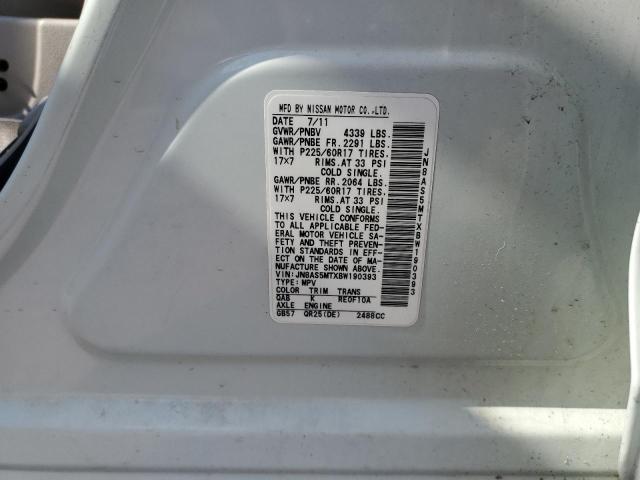 MFD BY NISSAN MOTOR CO.,LTD.
DATE 7/11
GVWR/PNBV 4339 LBS.
GAWR/PNBE FR.2291 LBS.
WITH P225/60R17 TIRES.
17×7 RIMS.AT 33 PSI
COLD SINGLE.
GAWR/PNBE RR.2064 LBS.
WITH P225/60R17 TIRES.
17×7 RIMS.AT 33 PSI
COLD SINGLE.
THIS VEHICLE CONFORMS
TO ALL APPLICABLE FED-
ERAL MOTOR VEHICLE SA-
FETY AND THEFT PREVEN-
TION STANDARDS IN EFF-
ECT ON THE DATE OF MA-
NUFACTURE SHOWN ABOVE.
VIN:JN8AS5MTXBW190393
TYPE:MPV
COLOR TRIM TRANS
QAB K RE0F10A
AXLE ENGINE
GB57 QR25(DE) 2488CC
JN8AS5MTXBW190393